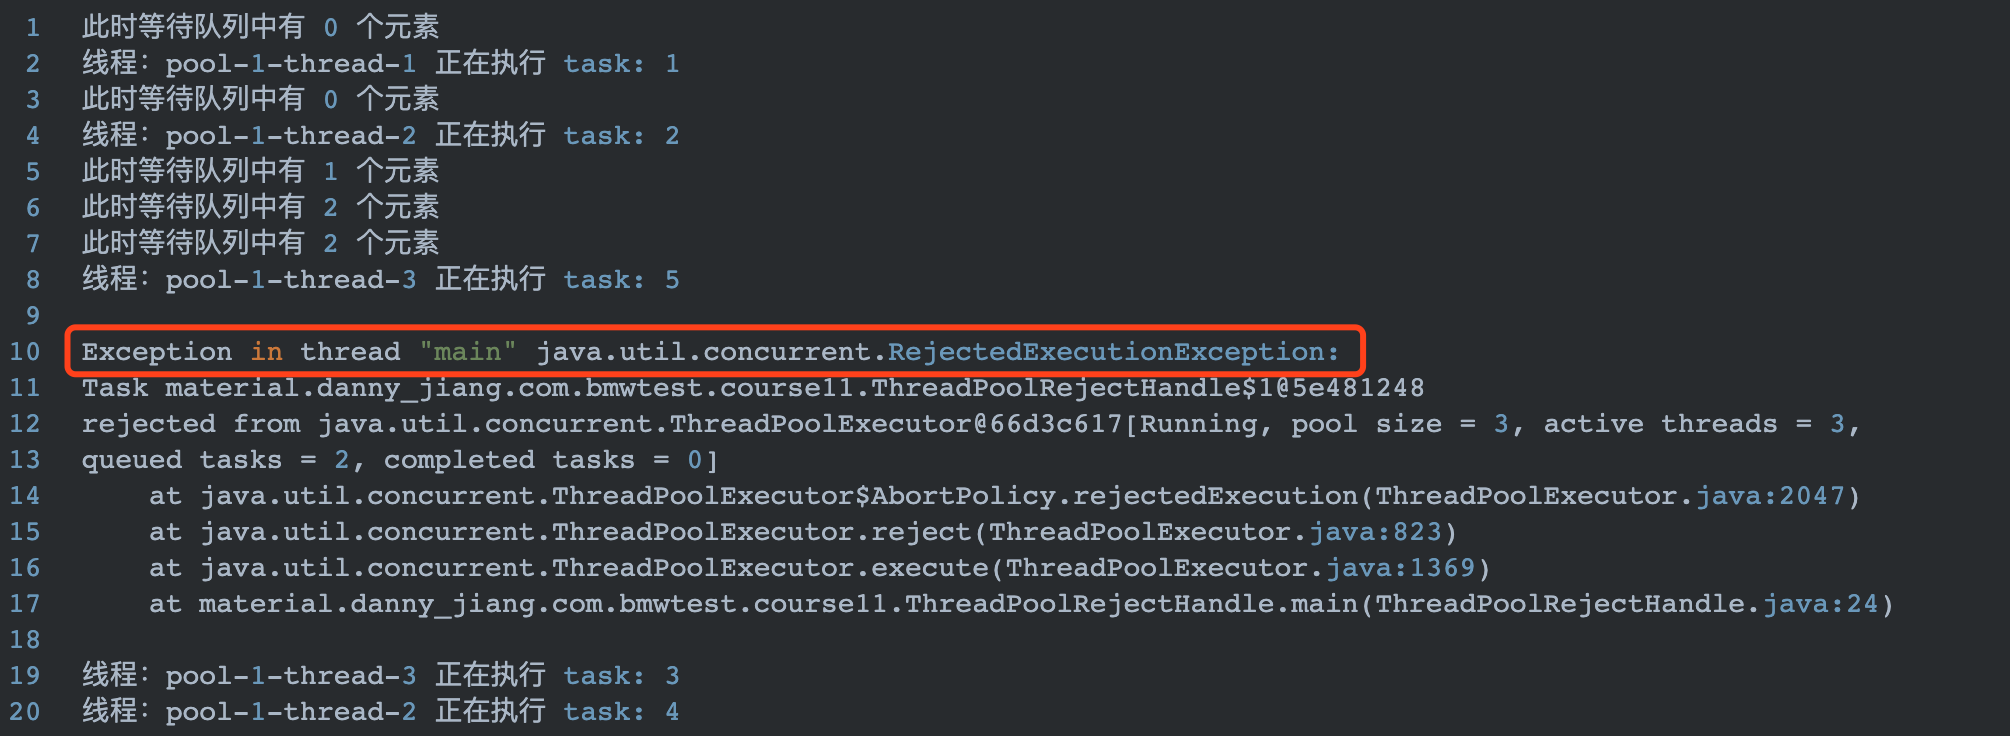 1 此时等待队列中有 0 个元素
2 线程：pool-1-thread-1 正在执行 task: 1
3 此时等待队列中有 0 个元素
4 线程：pool-1-thread-2 正在执行 task: 2
5 此时等待队列中有 1 个元素
6 此时等待队列中有 2 个元素
7 此时等待队列中有 2 个元素
8 线程：pool-1-thread-3 正在执行 task: 5
9
10 Exception in thread "main" java.util.concurrent.RejectedExecutionException:
11 Task material.danny_jiang.com.bmwtest.course11.ThreadPoolRejectHandle$1@5e481248
12 rejected from java.util.concurrent.ThreadPoolExecutor@66d3c617[Running, pool size = 3, active threads = 3,
13 queued tasks = 2, completed tasks = 0]
14     at java.util.concurrent.ThreadPoolExecutor$AbortPolicy.rejectedExecution(ThreadPoolExecutor.java:2047)
15     at java.util.concurrent.ThreadPoolExecutor.reject(ThreadPoolExecutor.java:823)
16     at java.util.concurrent.ThreadPoolExecutor.execute(ThreadPoolExecutor.java:1369)
17     at material.danny_jiang.com.bmwtest.course11.ThreadPoolRejectHandle.main(ThreadPoolRejectHandle.java:24)
18
19 线程：pool-1-thread-3 正在执行 task: 3
20 线程：pool-1-thread-2 正在执行 task: 4